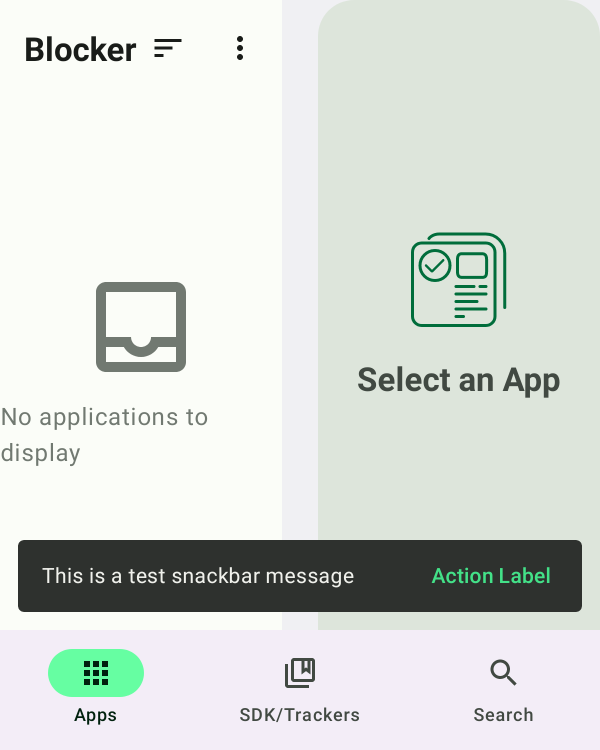 Blocker
No applications to
display
Select an App
This is a test snackbar message
Action Label
Apps
SDK/Trackers
Search